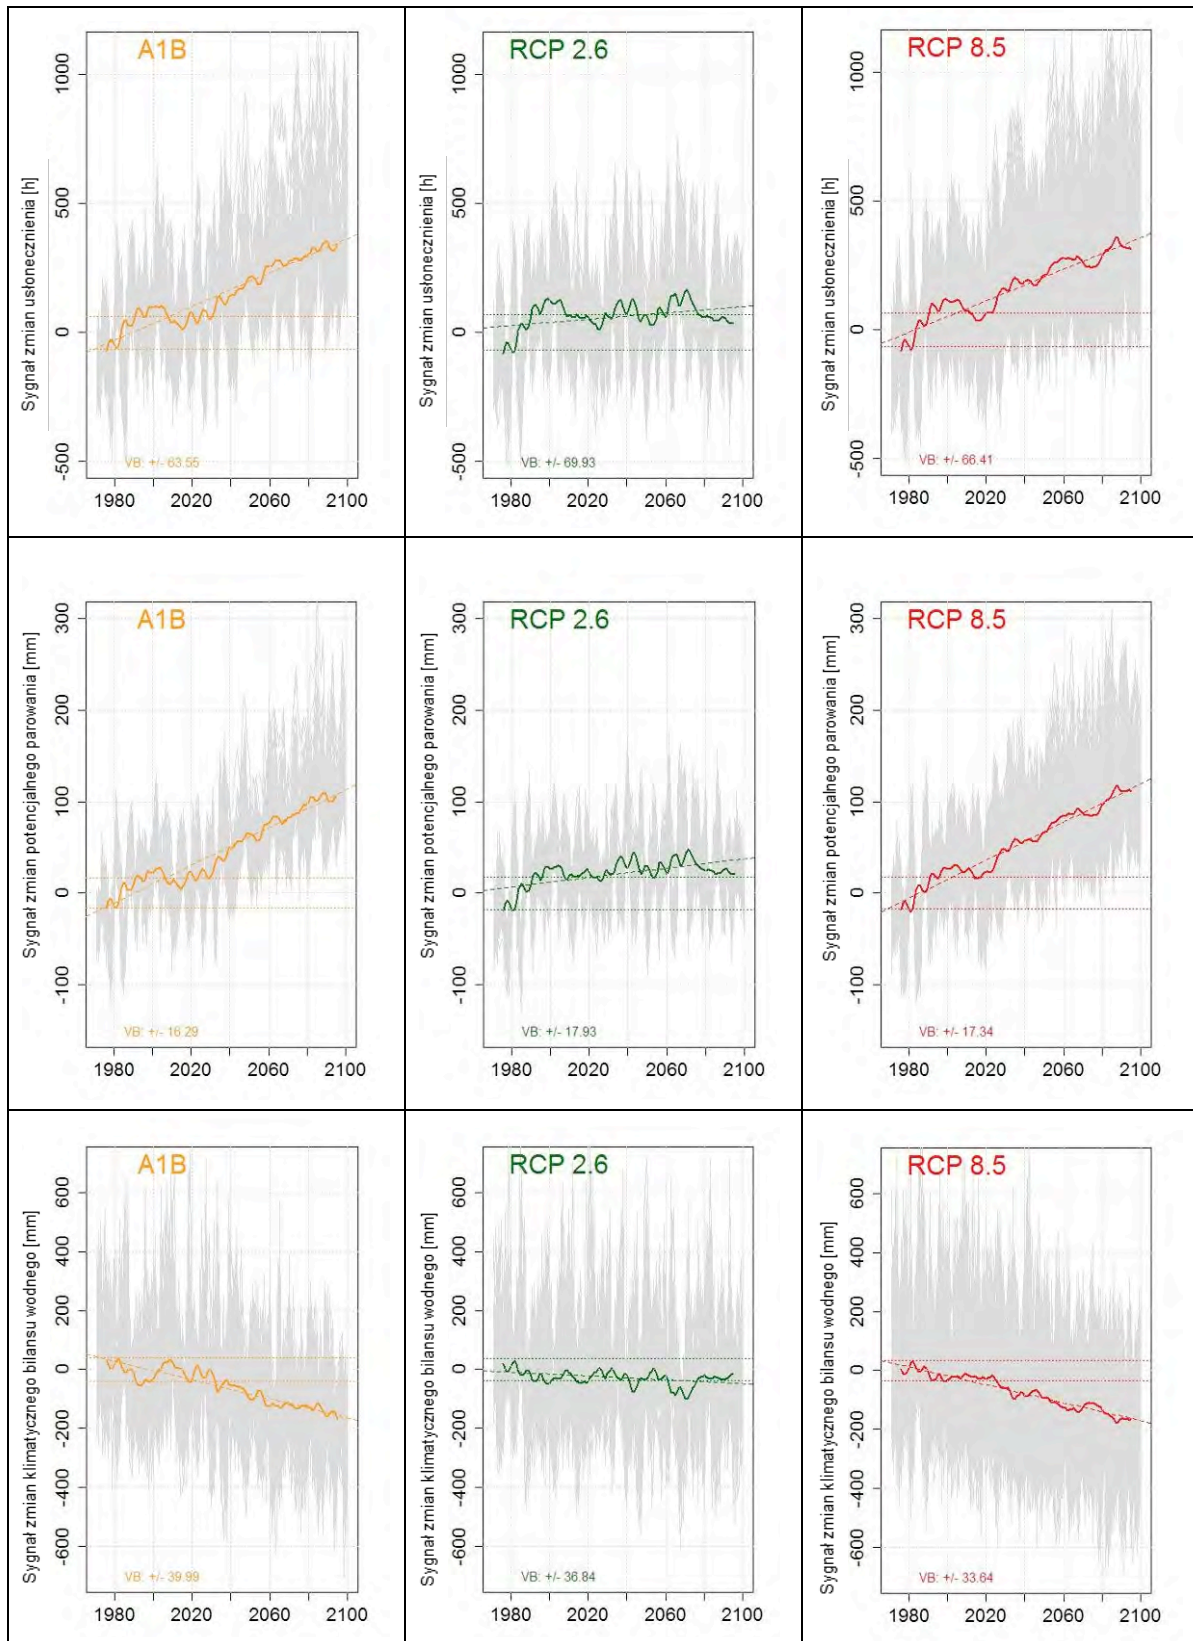 A1B
Sygnał zmian usłonecznienia [h]
1000
500
0
-500
VB: +/- 63.55
1980 2020 2060 2100
RCP 2.6
Sygnał zmian usłonecznienia [h]
1000
500
0
-500
VB: +/- 69.93
1980 2020 2060 2100
RCP 8.5
Sygnał zmian usłonecznienia [h]
1000
500
0
-500
VB: +/- 66.41
1980 2020 2060 2100
A1B
Sygnał zmian potencjalnego parowania [mm]
300
200
100
0
-100
VB: +/- 16.29
1980 2020 2060 2100
RCP 2.6
Sygnał zmian potencjalnego parowania [mm]
300
200
100
0
-100
VB: +/- 17.93
1980 2020 2060 2100
RCP 8.5
Sygnał zmian potencjalnego parowania [mm]
300
200
100
0
-100
VB: +/- 17.34
1980 2020 2060 2100
A1B
Sygnał zmian klimatycznego bilansu wodnego [mm]
600
400
200
0
-200
-400
-600
VB: +/- 39.99
1980 2020 2060 2100
RCP 2.6
Sygnał zmian klimatycznego bilansu wodnego [mm]
600
400
200
0
-200
-400
-600
VB: +/- 36.84
1980 2020 2060 2100
RCP 8.5
Sygnał zmian klimatycznego bilansu wodnego [mm]
600
400
200
0
-200
-400
-600
VB: +/- 33.64
1980 2020 2060 2100